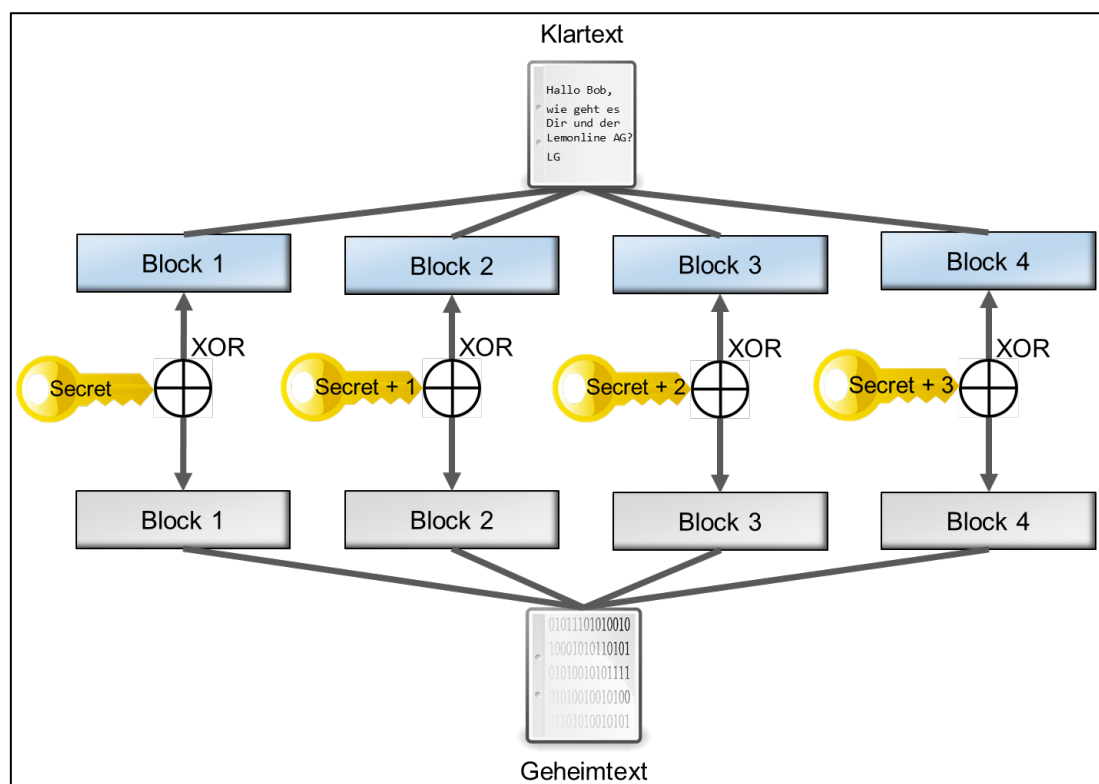 Klartext
Hallo Bob,
wie geht es
Dir und der
Lemonline AG?
LG
Block 1
Block 2
Block 3
Block 4
XOR
XOR
XOR
XOR
Secret
Secret + 1
Secret + 2
Secret + 3
Block 1
Block 2
Block 3
Block 4
01011101010010
10001010110101
01010010101111
01010010010100
01101010010101
Geheimtext